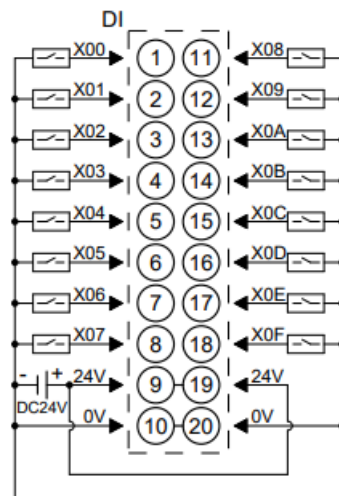 DI
X00 1 11 X08
X01 2 12 X09
X02 3 13 X0A
X03 4 14 X0B
X04 5 15 X0C
X05 6 16 X0D
X06 7 17 X0E
X07 8 18 X0F
- + 24V 9 19 24V
DC24V
0V 10 20 0V